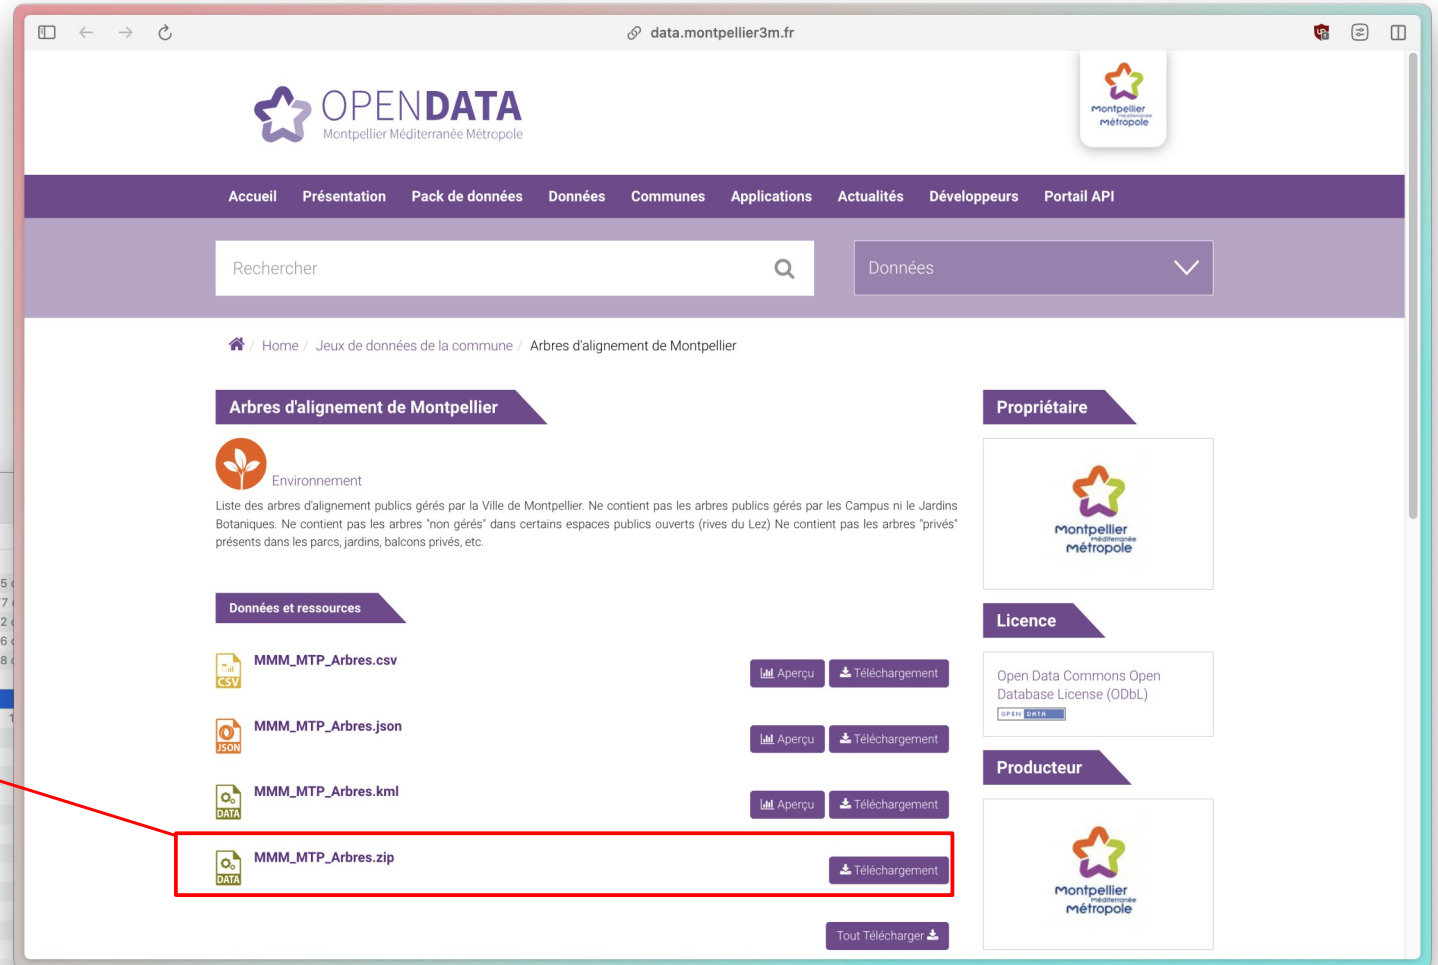 data.montpellier3m.fr
OPENDATA
Montpellier Méditerranée Métropole
Montpellier
Méditerranée
Métropole
Accueil Présentation Pack de données Données Communes Applications Actualités Développeurs Portail API
Rechercher
Données
/ Home / Jeux de données de la commune / Arbres d'alignement de Montpellier
Arbres d'alignement de Montpellier
Environnement
Liste des arbres d'alignement publics gérés par la Ville de Montpellier. Ne contient pas les arbres publics gérés par les Campus ni le Jardins
Botaniques. Ne contient pas les arbres "non gérés" dans certains espaces publics ouverts (rives du Lez) Ne contient pas les arbres "privés"
présents dans les parcs, jardins, balcons privés, etc.
Données et ressources
CSV
MMM_MTP_Arbres.csv
Aperçu
Téléchargement
JSON
MMM_MTP_Arbres.json
Aperçu
Téléchargement
DATA
MMM_MTP_Arbres.kml
Aperçu
Téléchargement
DATA
MMM_MTP_Arbres.zip
Téléchargement
Tout Télécharger
Propriétaire
Montpellier
Méditerranée
Métropole
Licence
Open Data Commons Open
Database License (ODbL)
OPEN DATA
Producteur
Montpellier
Méditerranée
Métropole